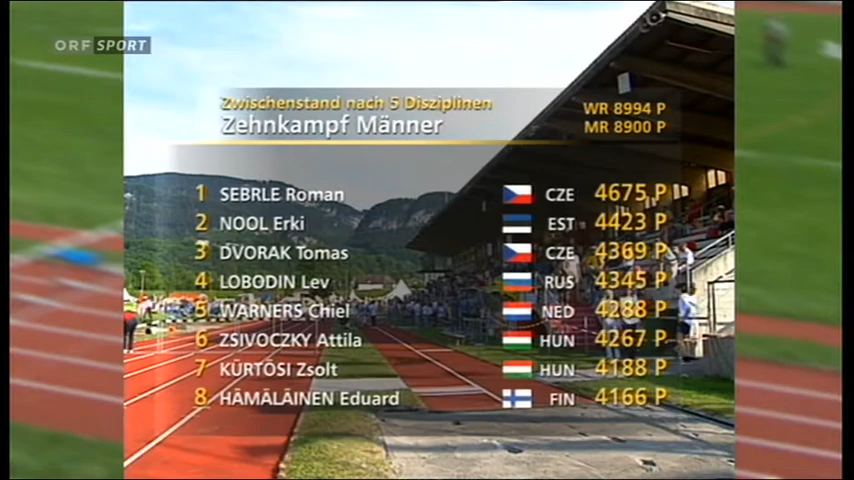 ORF SPORT
Zwischenstand nach 5 Disziplinen WR 8994 P
Zehnkampf Männer MR 8900 P
1 SEBRLE Roman CZE 4675 P
2 NOOL Erki EST 4423 P
3 DVORAK Tomas CZE 4369 P
4 LOBODIN Lev RUS 4345 P
5 WARNERS Chiel NED 4288 P
6 ZSIVOCZKY Attila HUN 4267 P
7 KÜRTÖSI Zsolt HUN 4188 P
8 HÄMÄLÄINEN Eduard FIN 4166 P